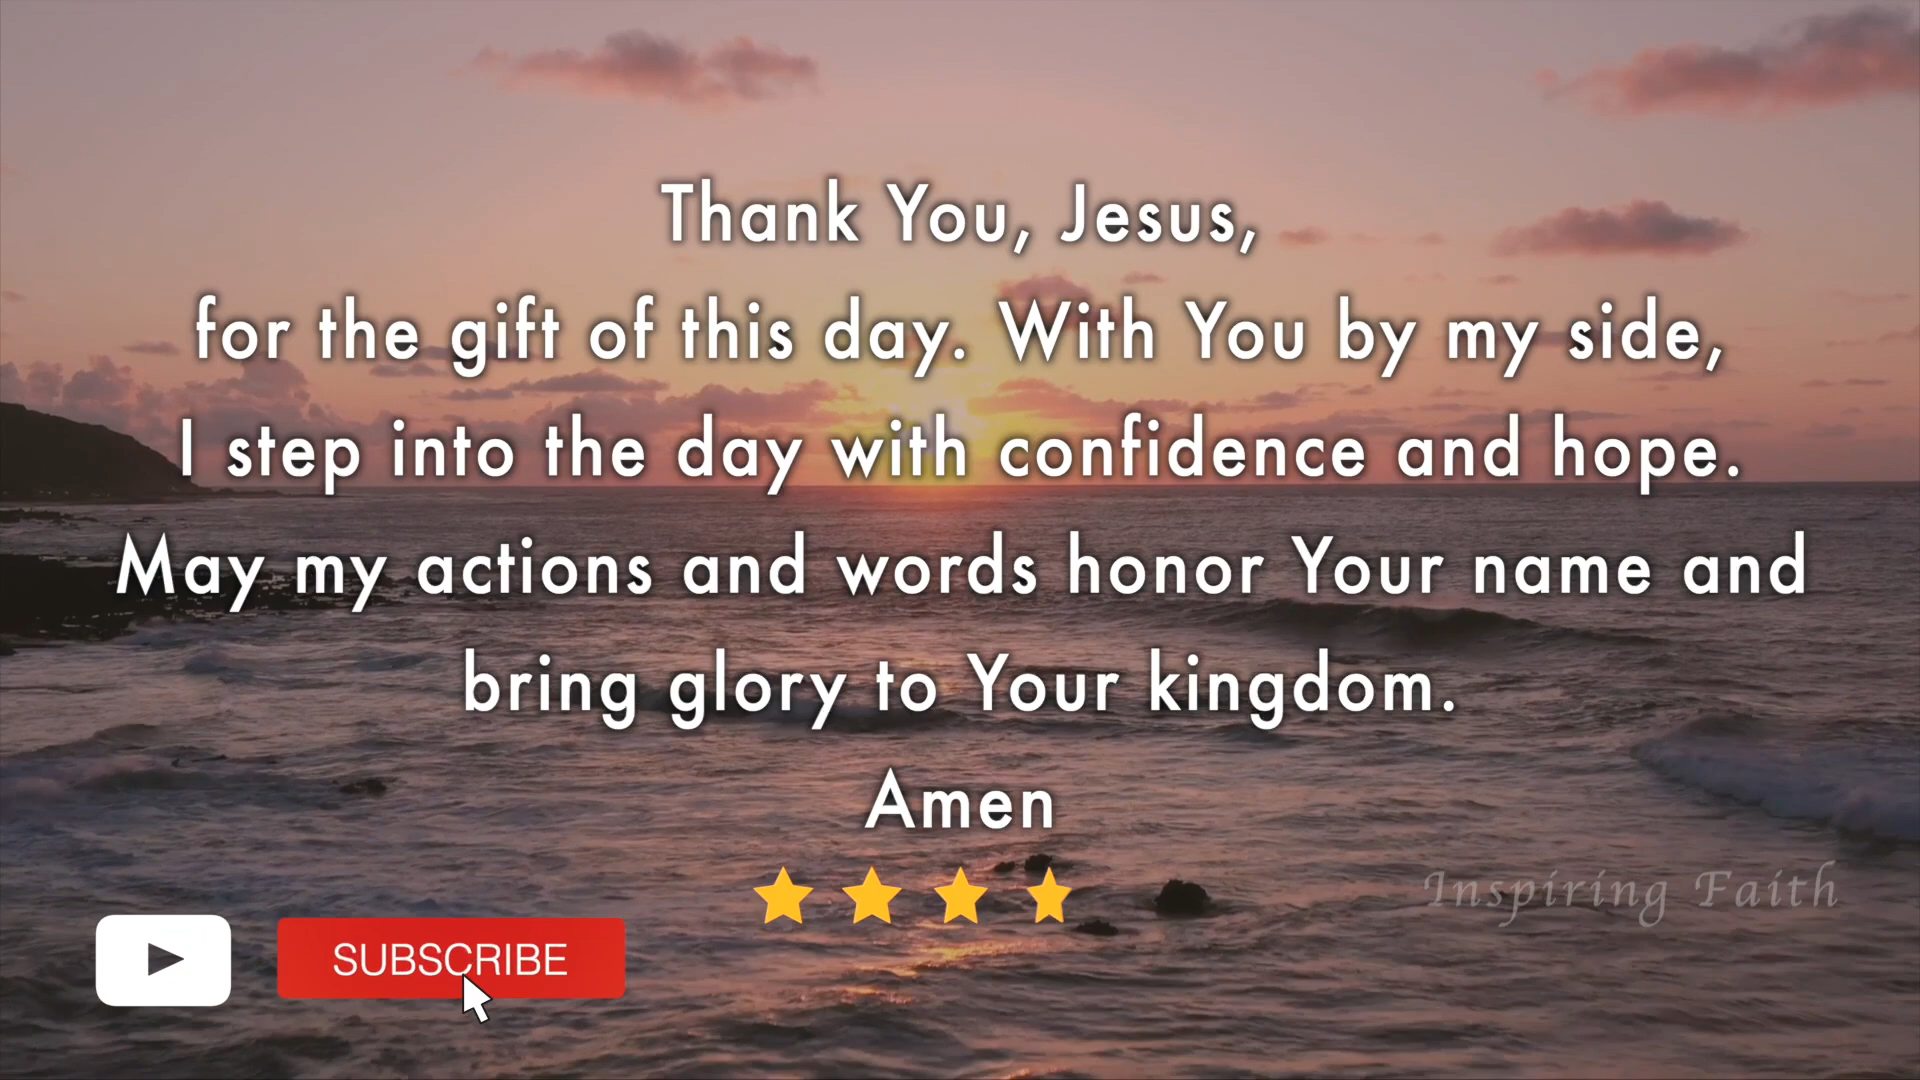 Thank You, Jesus,
for the gift of this day. With You by my side,
I step into the day with confidence and hope.
May my actions and words honor Your name and
bring glory to Your kingdom.
Amen
Inspiring Faith
SUBSCRIBE